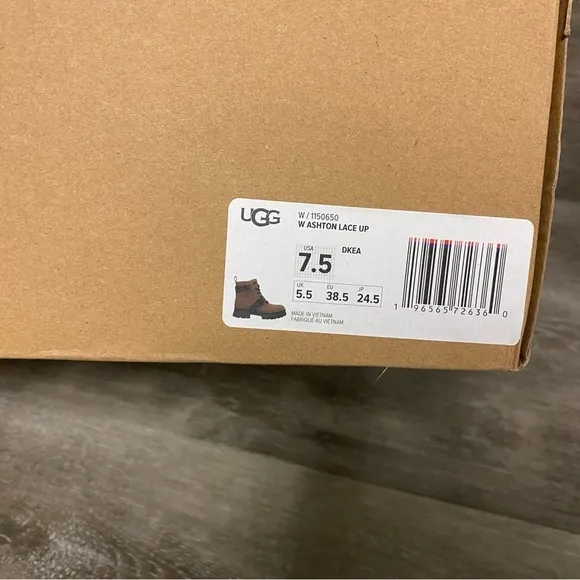 UGG
W / 1150650
W ASHTON LACE UP
USA
DKEA
7.5
UK EU JP
5.5 38.5 24.5
MADE IN VIETNAM
FABRIQUÉ AU VIETNAM
1 96565 72636 0